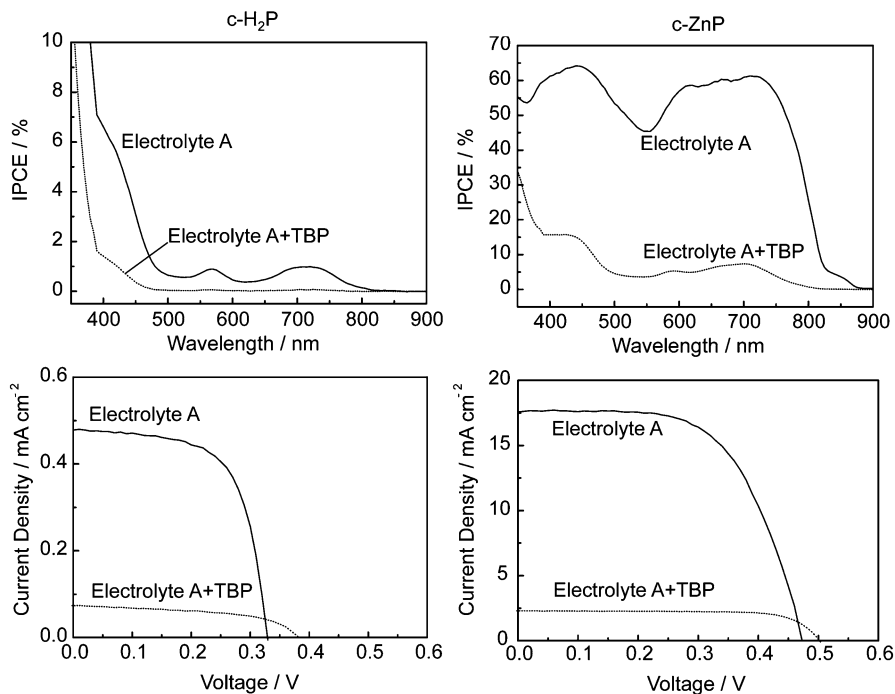 c-H₂P
c-ZnP
10
8
6
4
2
0
IPCE / %
Electrolyte A
Electrolyte A+TBP
400 500 600 700 800 900
Wavelength / nm
70
60
50
40
30
20
10
0
IPCE / %
Electrolyte A
Electrolyte A+TBP
400 500 600 700 800 900
Wavelength / nm
0.6
0.4
0.2
0.0
Current Density / mA cm⁻²
Electrolyte A
Electrolyte A+TBP
0.0 0.1 0.2 0.3 0.4 0.5 0.6
Voltage / V
20
15
10
5
0
Current Density / mA cm⁻²
Electrolyte A
Electrolyte A+TBP
0.0 0.1 0.2 0.3 0.4 0.5 0.6
Voltage / V